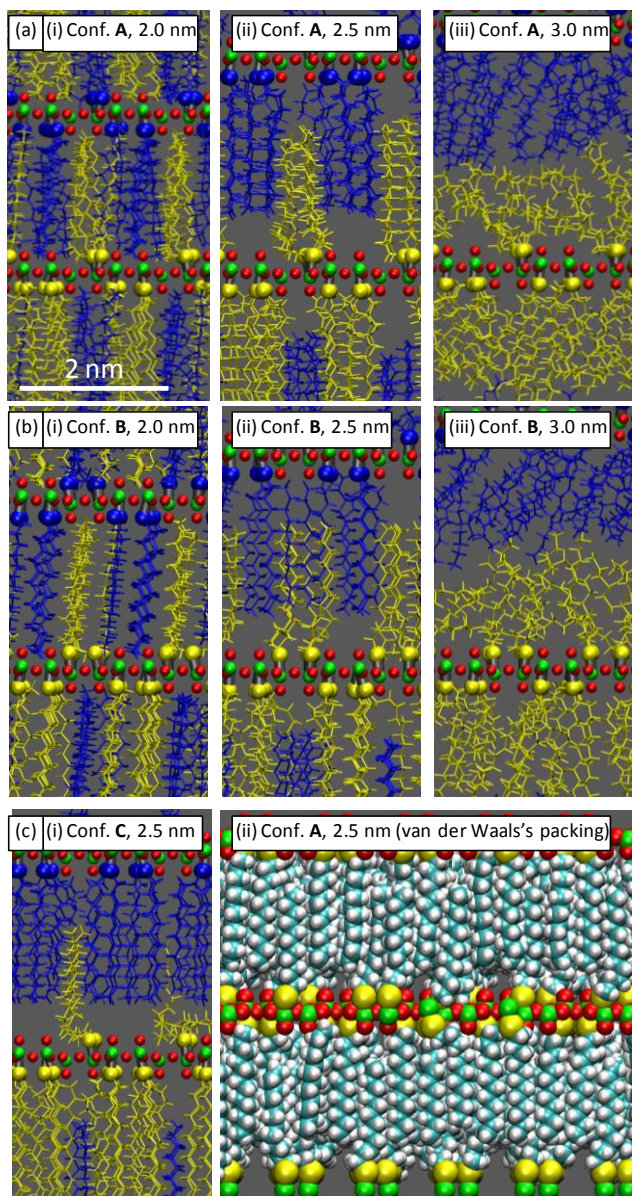 (a) (i) Conf. A, 2.0 nm
(ii) Conf. A, 2.5 nm
(iii) Conf. A, 3.0 nm
2 nm
(b) (i) Conf. B, 2.0 nm
(ii) Conf. B, 2.5 nm
(iii) Conf. B, 3.0 nm
(c) (i) Conf. C, 2.5 nm
(ii) Conf. A, 2.5 nm (van der Waals's packing)